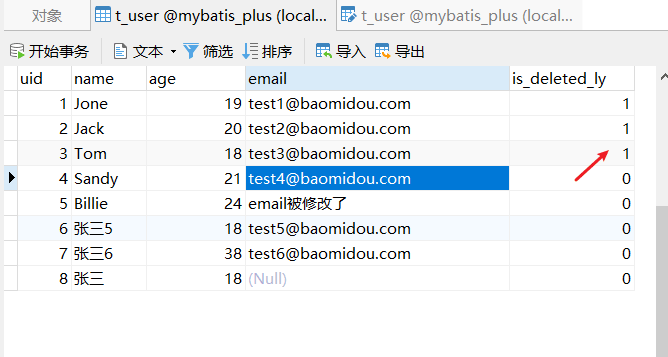 对象 t_user @mybatis_plus (local... t_user @mybatis_plus (local...
开始事务 文本 筛选 排序 导入 导出
uid name age email is_deleted_ly
1 Jone 19 test1@baomidou.com 1
2 Jack 20 test2@baomidou.com 1
3 Tom 18 test3@baomidou.com 1
4 Sandy 21 test4@baomidou.com 0
5 Billie 24 email被修改了 0
6 张三5 18 test5@baomidou.com 0
7 张三6 38 test6@baomidou.com 0
8 张三 18 (Null) 0